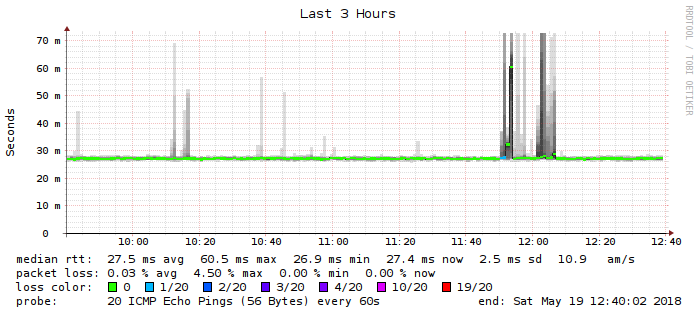 Last 3 Hours
RRDTOOL / TOBI OETIKER
Seconds
70 m
60 m
50 m
40 m
30 m
20 m
10 m
0
10:00 10:20 10:40 11:00 11:20 11:40 12:00 12:20 12:40
median rtt: 27.5 ms avg 60.5 ms max 26.9 ms min 27.4 ms now 2.5 ms sd 10.9 am/s
packet loss: 0.03 % avg 4.50 % max 0.00 % min 0.00 % now
loss color: 0 1/20 2/20 3/20 4/20 10/20 19/20
probe: 20 ICMP Echo Pings (56 Bytes) every 60s end: Sat May 19 12:40:02 2018